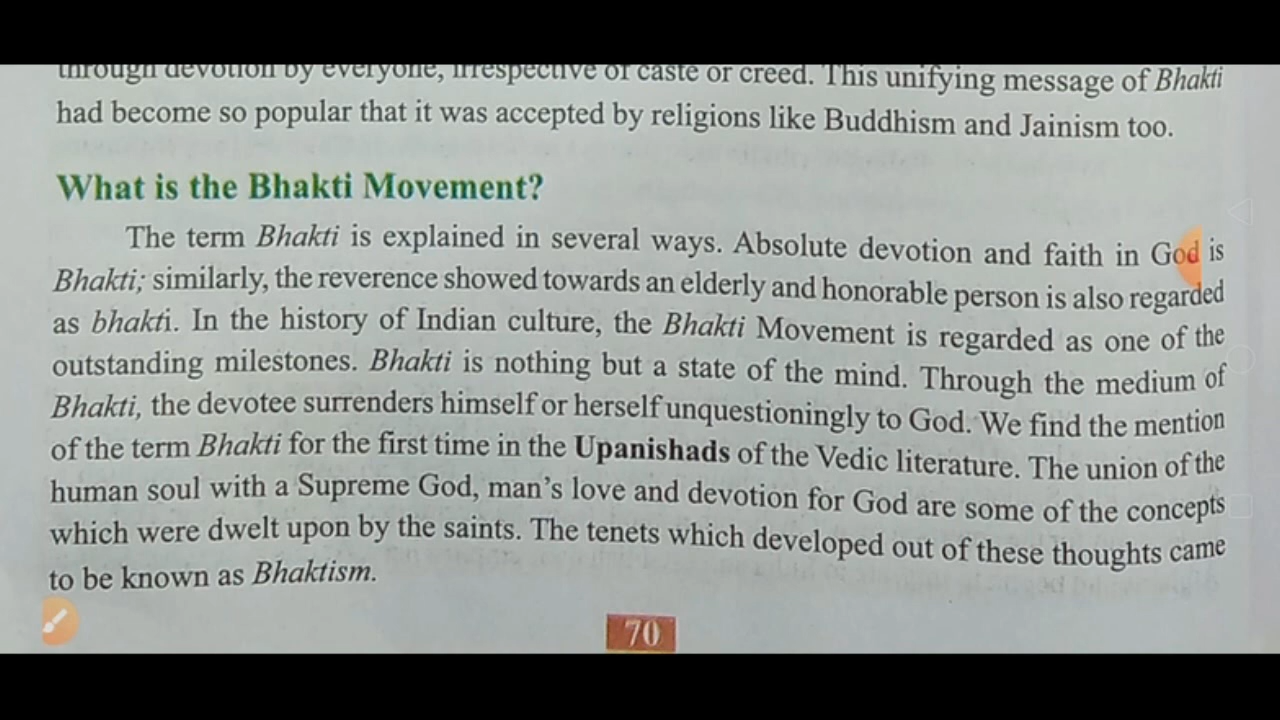 through devotion by everyone, irrespective of caste or creed. This unifying message of Bhakti
had become so popular that it was accepted by religions like Buddhism and Jainism too.
What is the Bhakti Movement?
The term Bhakti is explained in several ways. Absolute devotion and faith in God is
Bhakti; similarly, the reverence showed towards an elderly and honorable person is also regarded
as bhakti. In the history of Indian culture, the Bhakti Movement is regarded as one of the
outstanding milestones. Bhakti is nothing but a state of the mind. Through the medium of
Bhakti, the devotee surrenders himself or herself unquestioningly to God. We find the mention
of the term Bhakti for the first time in the Upanishads of the Vedic literature. The union of the
human soul with a Supreme God, man's love and devotion for God are some of the concepts
which were dwelt upon by the saints. The tenets which developed out of these thoughts came
to be known as Bhaktism.
70